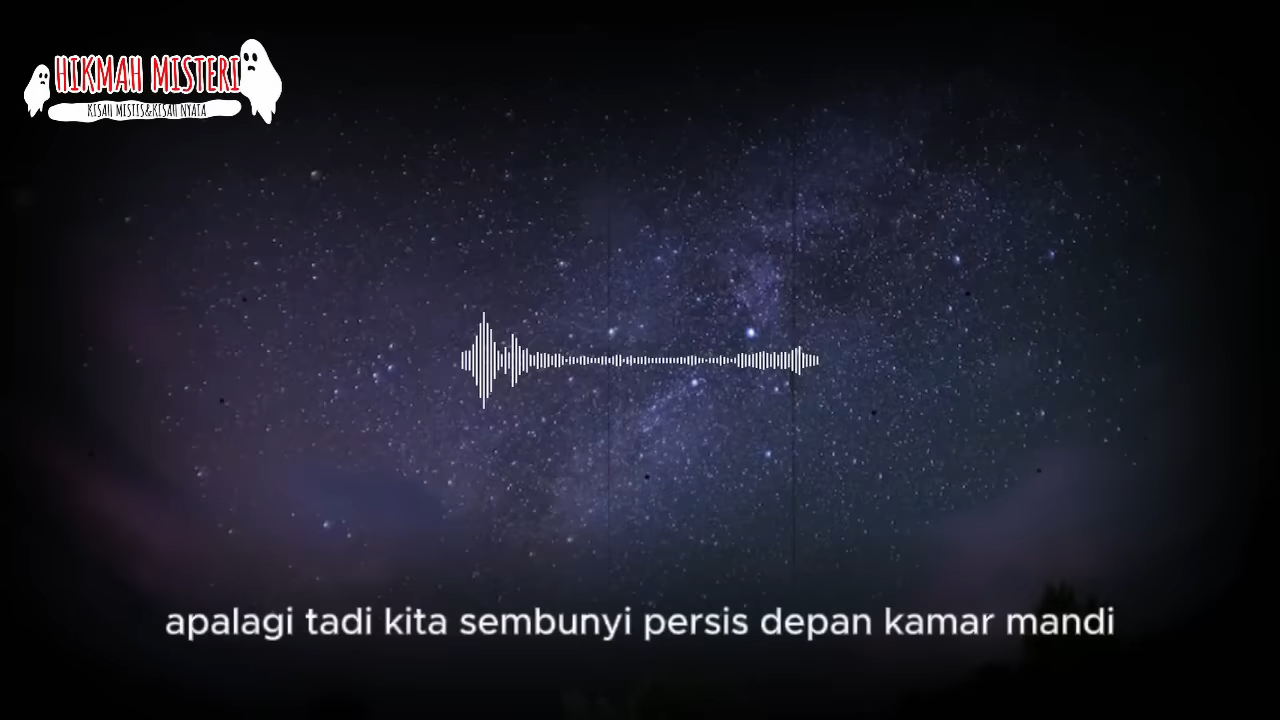 HIKMAH MISTERI
KISAH MISTIS&KISAH NYATA
apalagi tadi kita sembunyi persis depan kamar mandi